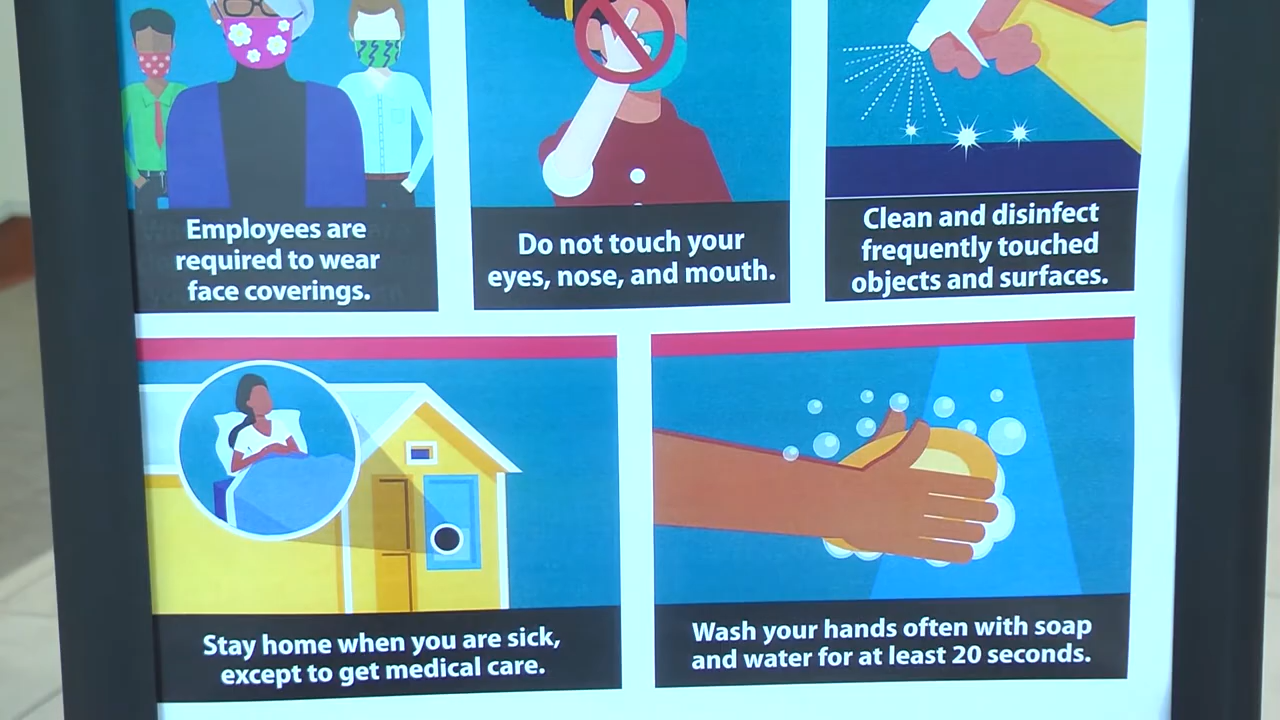 Employees are
required to wear
face coverings.
Do not touch your
eyes, nose, and mouth.
Clean and disinfect
frequently touched
objects and surfaces.
Stay home when you are sick,
except to get medical care.
Wash your hands often with soap
and water for at least 20 seconds.